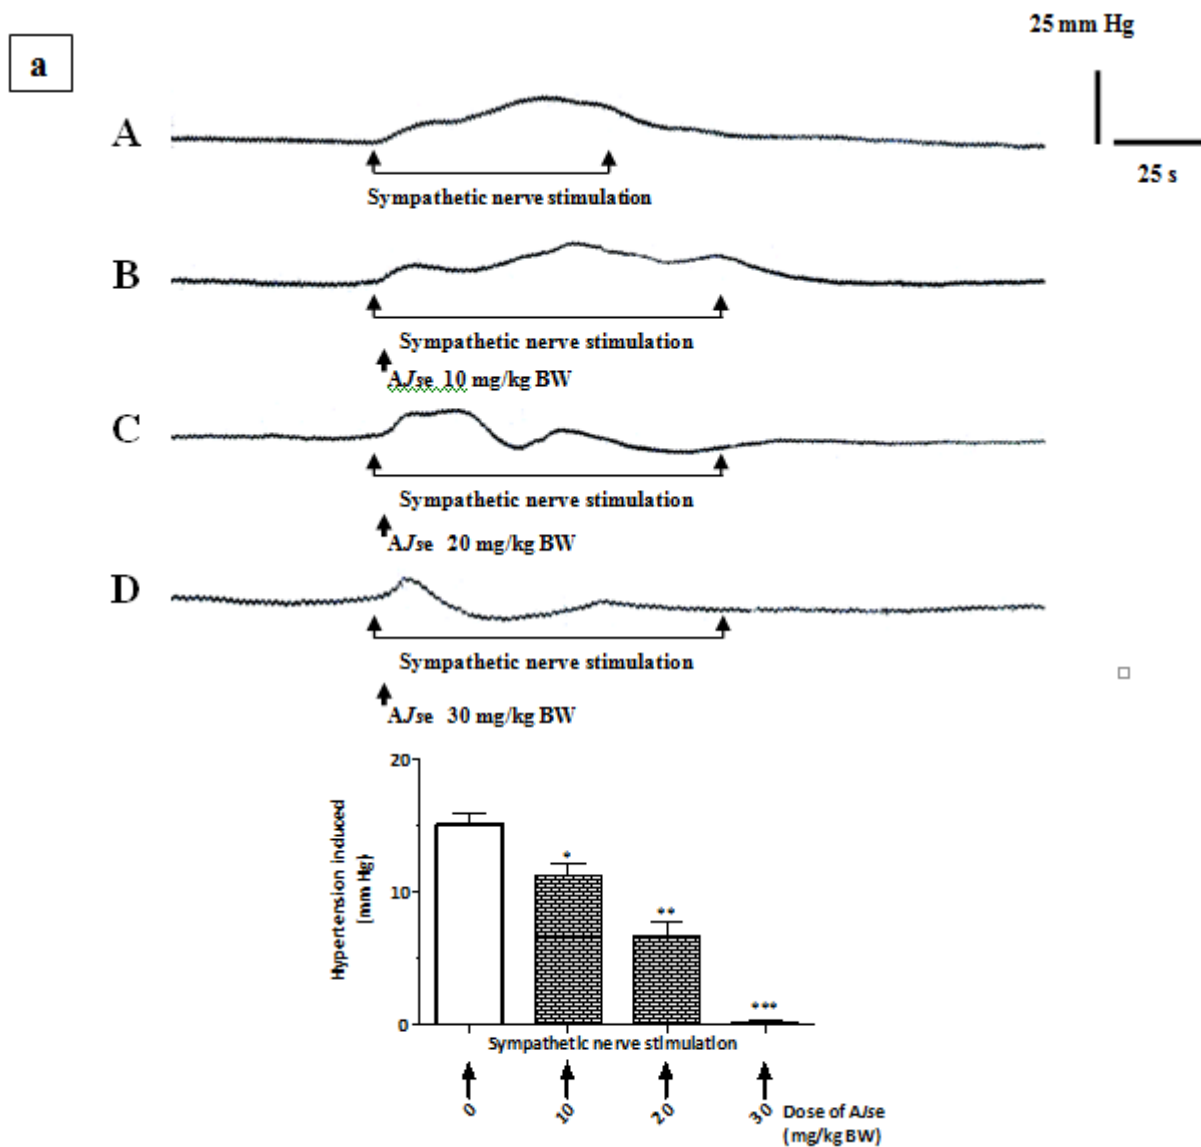 25 mm Hg
a
A
25 s
Sympathetic nerve stimulation
B
Sympathetic nerve stimulation
AJse 10 mg/kg BW
C
Sympathetic nerve stimulation
AJse 20 mg/kg BW
D
Sympathetic nerve stimulation
AJse 30 mg/kg BW
20
10
0
Hypertension induced
(mm Hg)
*
**
***
Sympathetic nerve stimulation
0
10
20
30
Dose of AJse
(mg/kg BW)